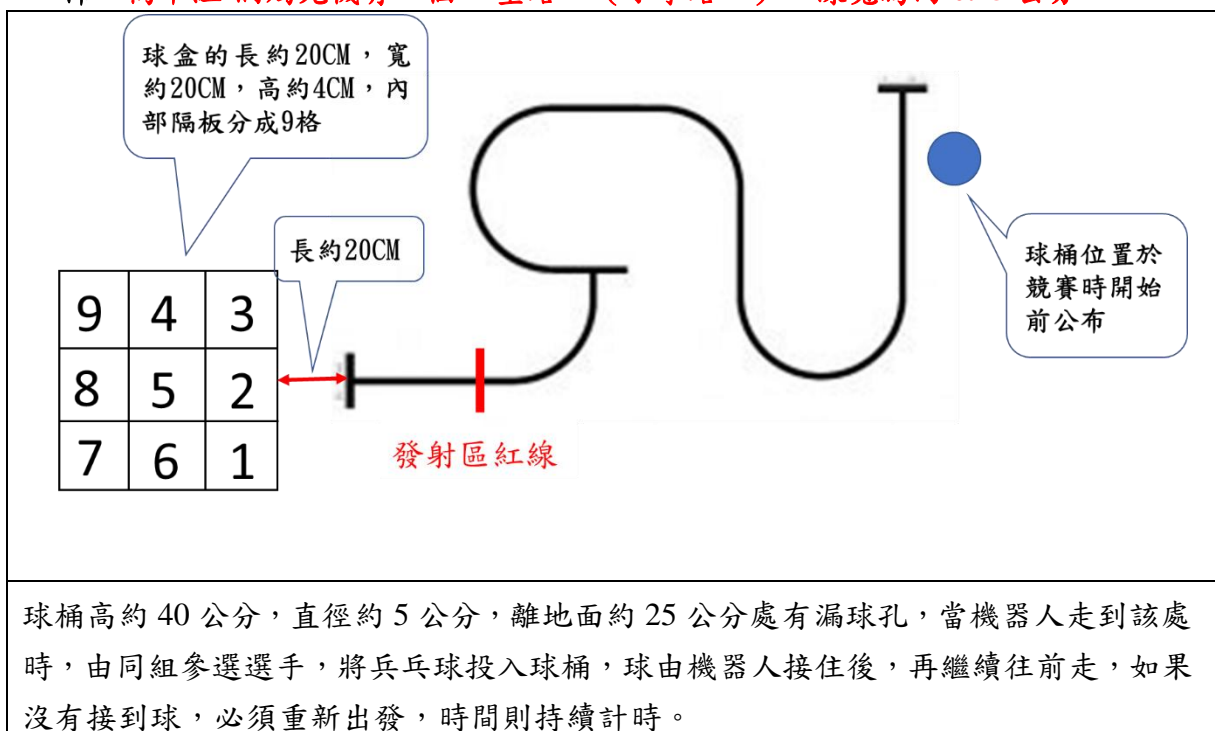 球盒的長約20CM，寬
約20CM，高約4CM，內
部隔板分成9格
長約20CM
9 4 3
8 5 2
7 6 1
發射區紅線
球桶位置於
競賽時開始
前公布
球桶高約 40 公分，直徑約 5 公分，離地面約 25 公分處有漏球孔，當機器人走到該處
時，由同組參選選手，將兵乓球投入球桶，球由機器人接住後，再繼續往前走，如果
沒有接到球，必須重新出發，時間則持續計時。